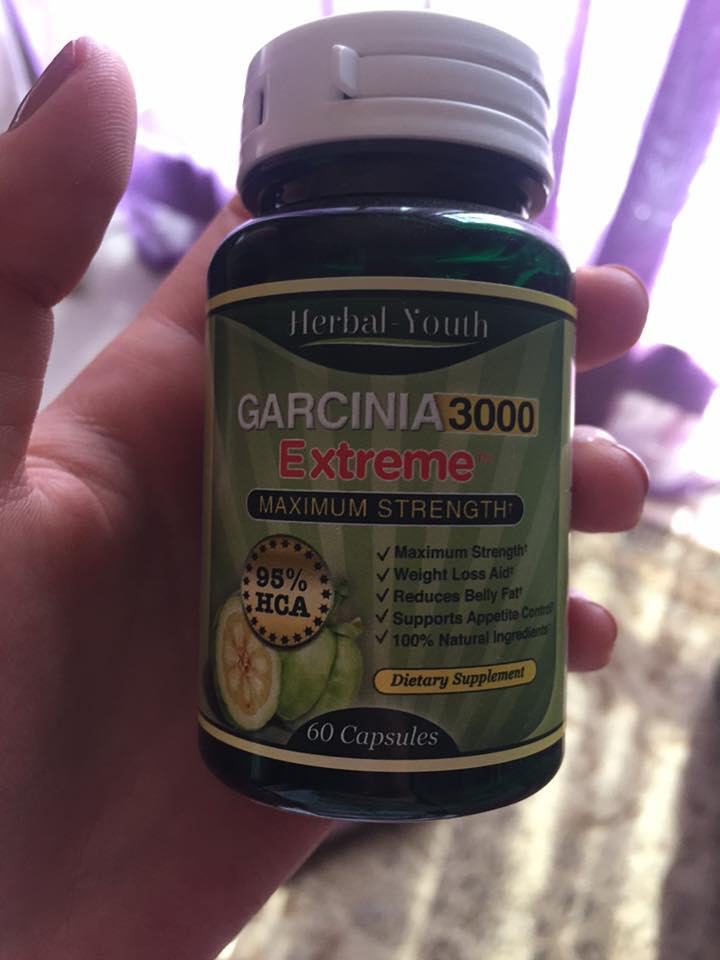 Herbal-Youth
GARCINIA 3000
Extreme™
MAXIMUM STRENGTH†
95%
HCA
✓ Maximum Strength†
✓ Weight Loss Aid†
✓ Reduces Belly Fat†
✓ Supports Appetite Control†
✓ 100% Natural Ingredients
Dietary Supplement
60 Capsules